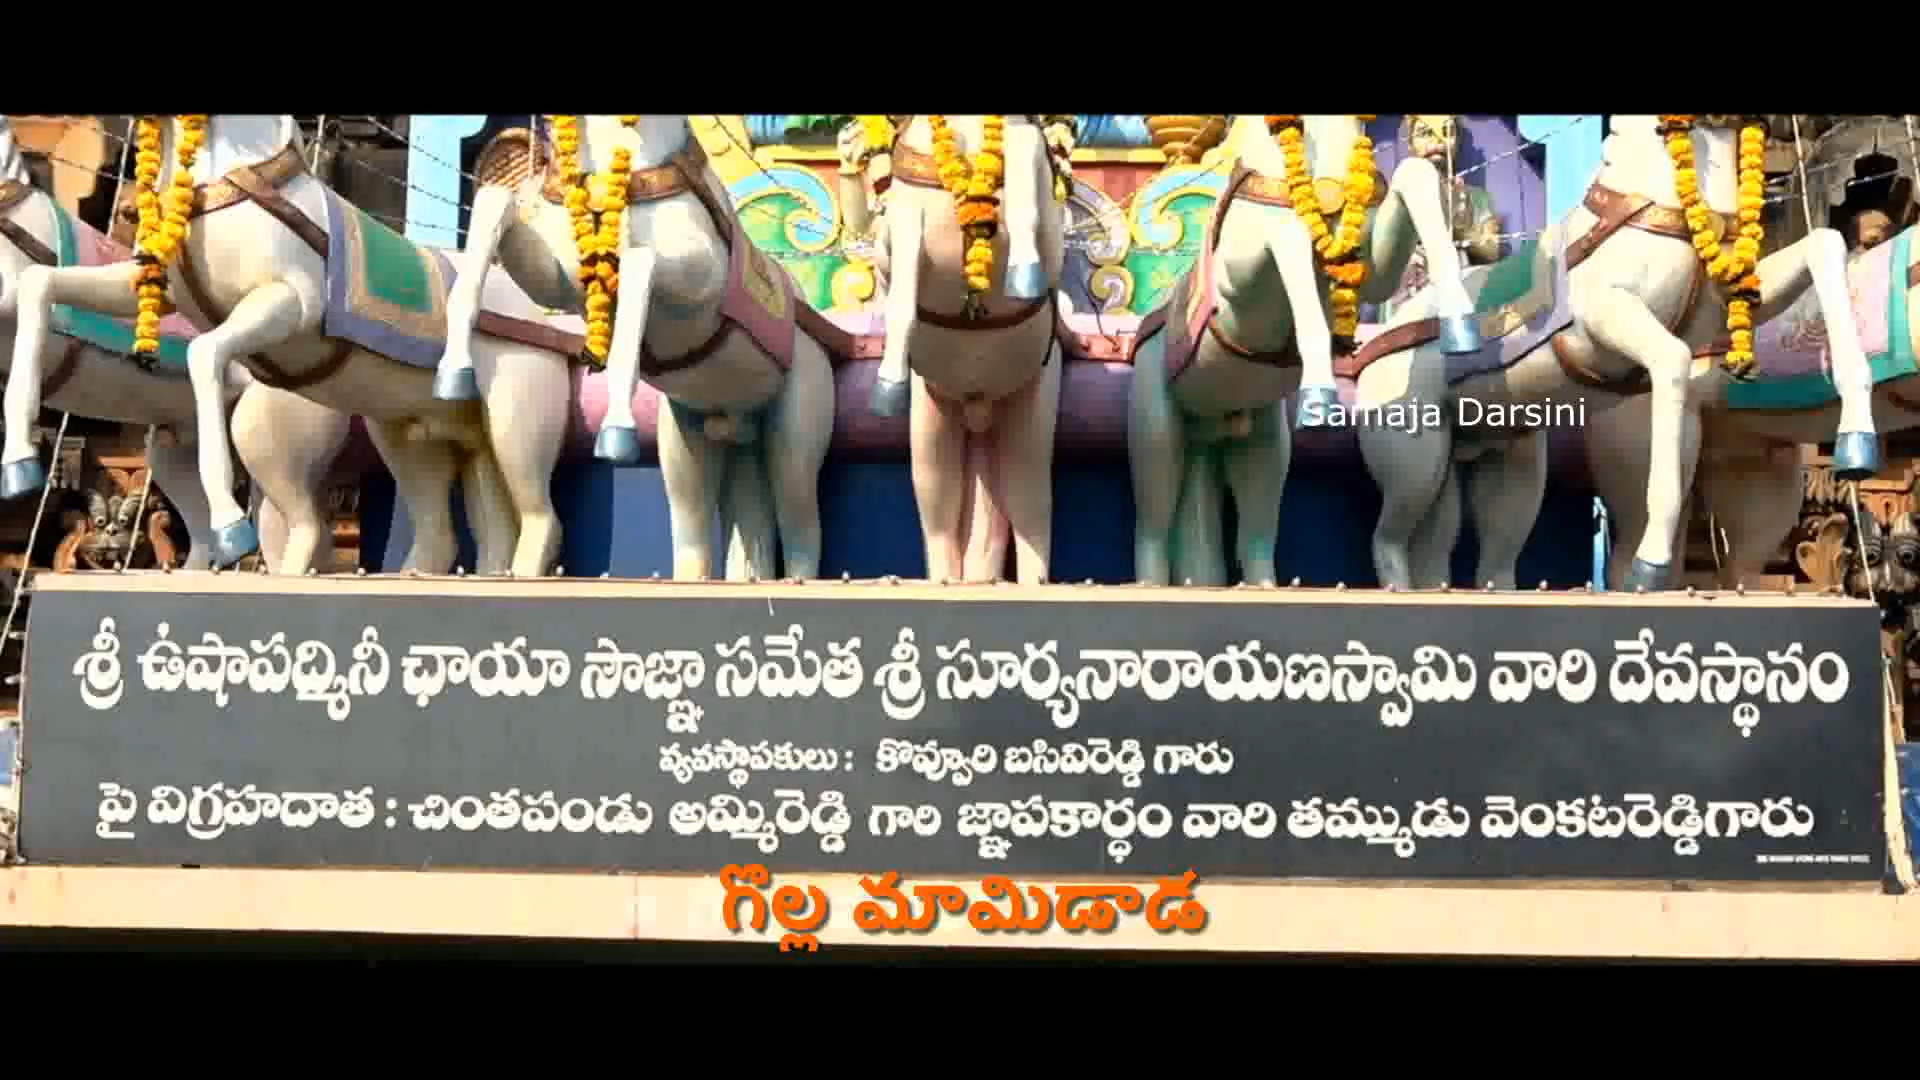 Samaja Darsini
శ్రీ ఉషాపద్మినీ ఛాయా సౌజ్ఞా సమేత శ్రీ సూర్యనారాయణస్వామి వారి దేవస్థానం
వ్యవస్థాపకులు : కొవ్వూరి బసివిరెడ్డి గారు
పై విగ్రహదాత : చింతపండు అమ్మిరెడ్డి గారి జ్ఞాపకార్ధం వారి తమ్ముడు వెంకటరెడ్డిగారు
గొల్ల మామిడాడ